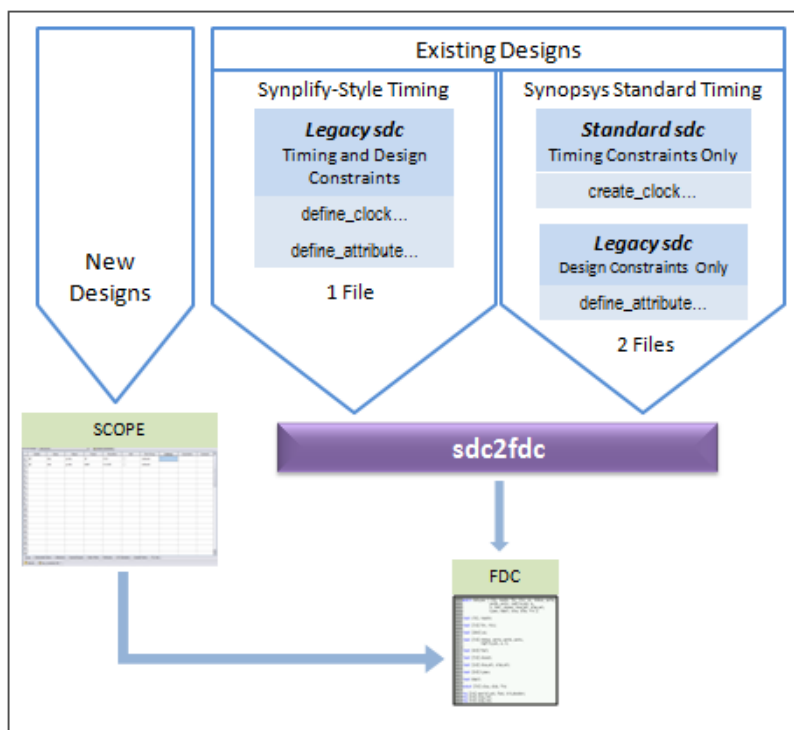 Existing Designs
Synplify-Style Timing
Legacy sdc
Timing and Design
Constraints
define_clock...
define_attribute...
1 File
Synopsys Standard Timing
Standard sdc
Timing Constraints Only
create_clock...
Legacy sdc
Design Constraints Only
define_attribute...
2 Files
New
Designs
SCOPE
sdc2fdc
FDC